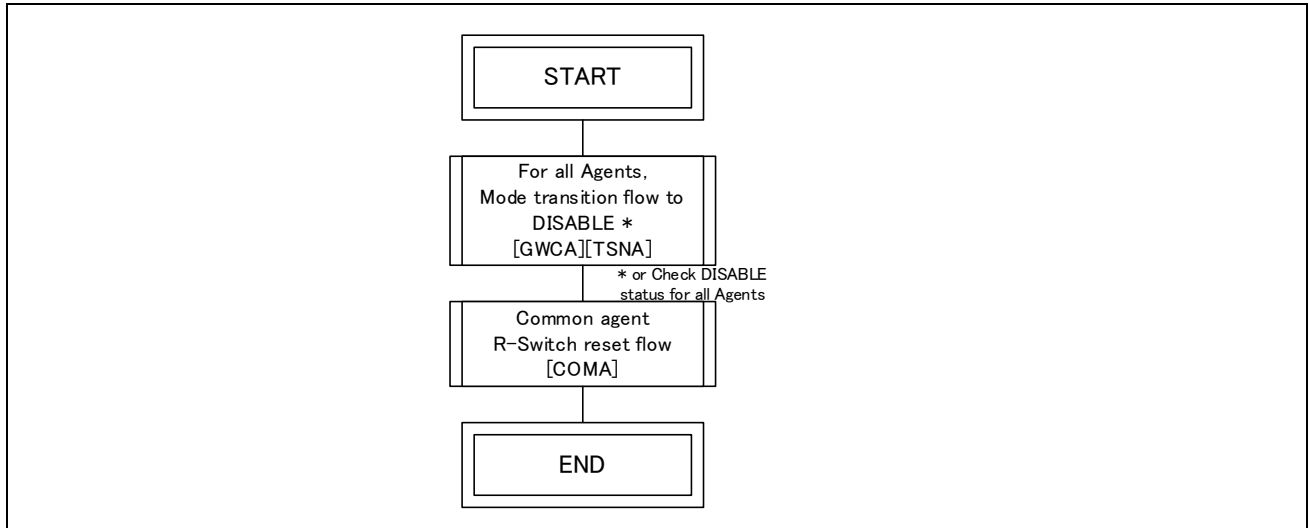 START
For all Agents,
Mode transition flow to
DISABLE *
[GWCA][TSNA]
* or Check DISABLE
status for all Agents
Common agent
R-Switch reset flow
[COMA]
END